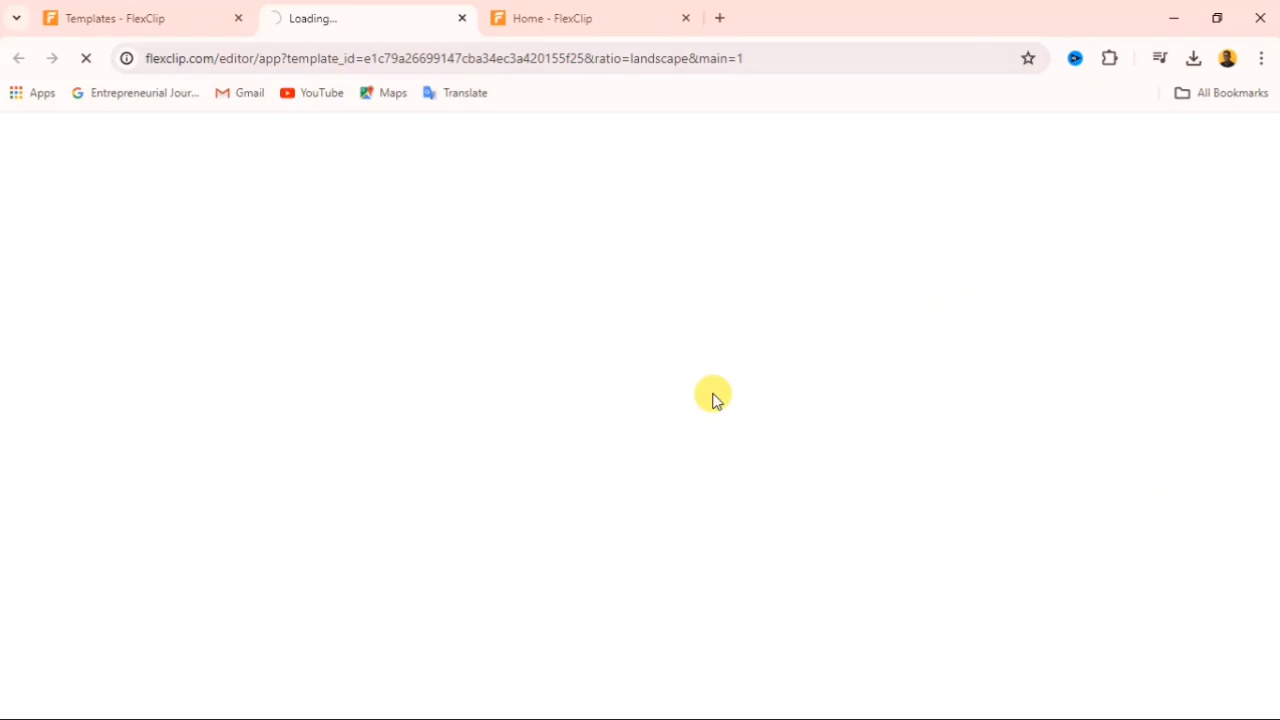 Templates - FlexClip
Loading...
Home - FlexClip
flexclip.com/editor/app?template_id=e1c79a26699147cba34ec3a420155f25&ratio=landscape&main=1
Apps
Entrepreneurial Jour...
Gmail
YouTube
Maps
Translate
All Bookmarks